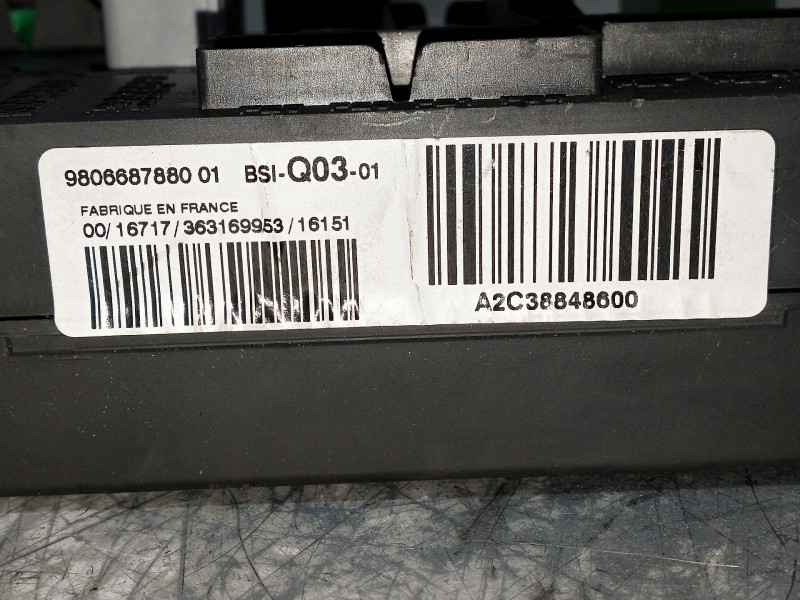 9806687880 01 BSI-Q03-01
FABRIQUE EN FRANCE
00/16717/363169953/16151
A2C38848600